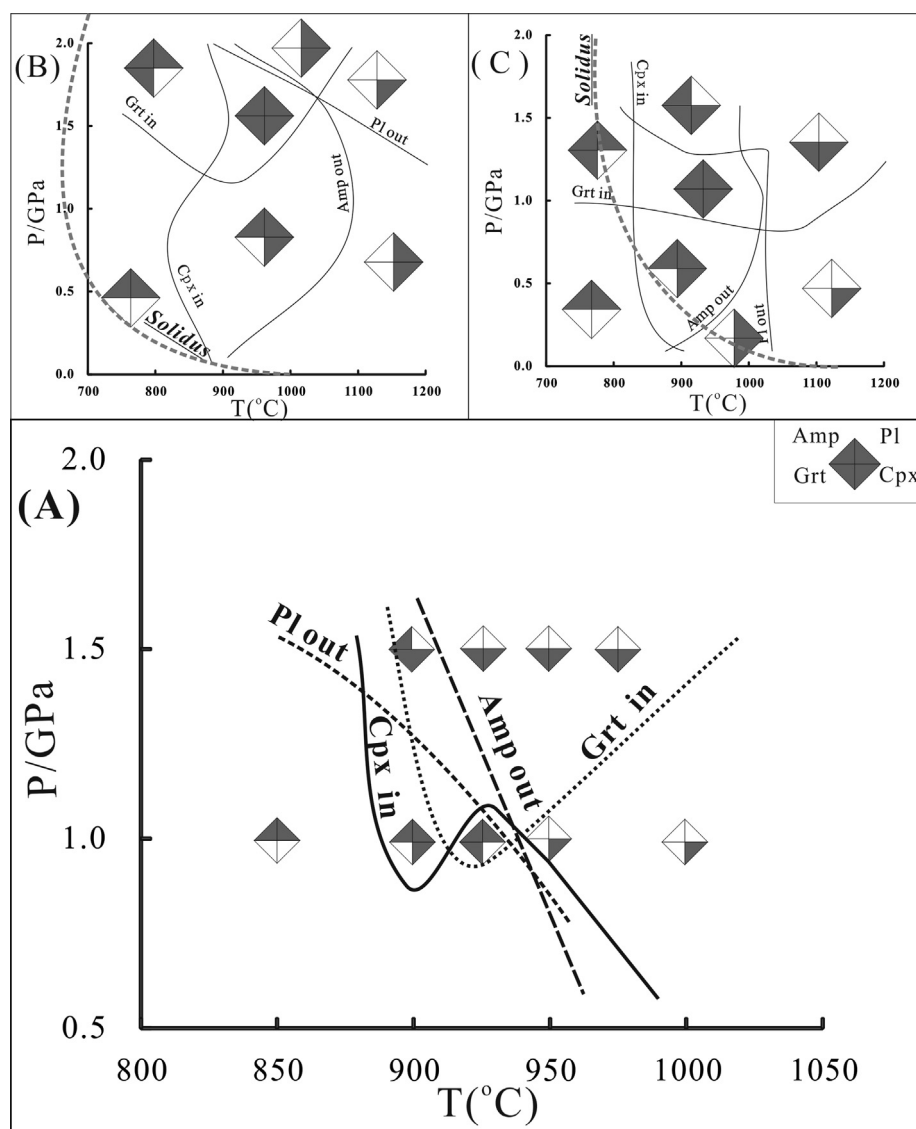 (B)
P/GPa
2.0
1.5
1.0
0.5
0.0
700
800
900
1000
1100
1200
T(°C)
Grt in
Cpx in
Solidus
Amp out
Pl out
(C)
P/GPa
2.0
1.5
1.0
0.5
0.0
700
800
900
1000
1100
1200
T(°C)
Solidus
Cpx in
Grt in
Amp out
Pl out
(A)
Amp
Pl
Grt
Cpx
P/GPa
2.0
1.5
1.0
0.5
800
850
900
950
1000
1050
T(°C)
Pl out
Cpx in
Amp out
Grt in